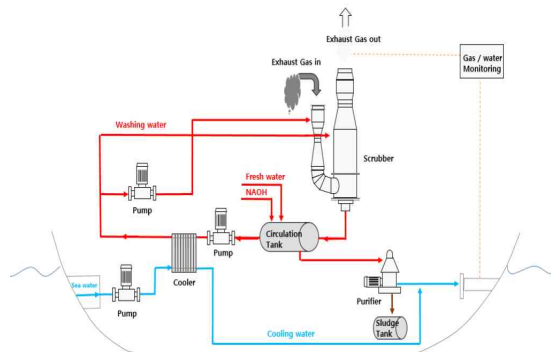 Exhaust Gas out
Gas / water
Monitoring
Exhaust Gas in
Washing water
Scrubber
Fresh water
NAOH
Pump
Circulation
Tank
Pump
Sea water
Pump
Cooler
Purifier
Cooling water
Sludge
Tank